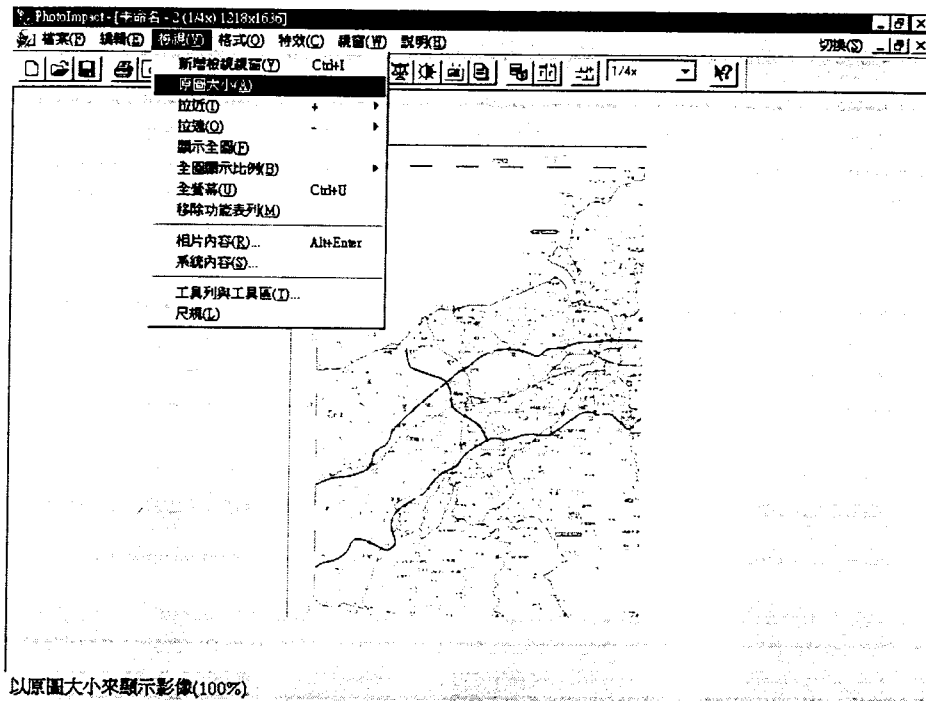 PhotoImpact - [未命名 - 2 (1/4x) 1218x1636]
檔案(F) 編輯(E) 檢視(V) 格式(O) 特效(C) 視窗(W) 說明(H) 切換(S)
1/4x
新增檢視視窗(Y) Ctrl+I
原圖大小(A)
拉近(I) +
拉遠(O) -
顯示全圖(F)
全圖顯示比例(B)
全螢幕(U) Ctrl+U
移除功能表列(M)
相片內容(R)... Alt+Enter
系統內容(S)...
工具列與工具區(T)...
尺規(L)
以原圖大小來顯示影像(100%)